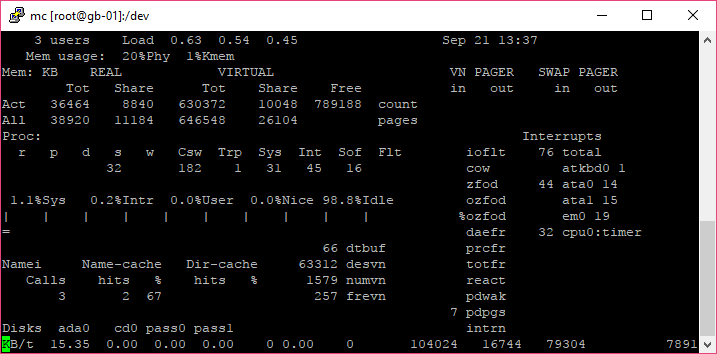 mc [root@gb-01]:/dev
3 users Load 0.63 0.54 0.45 Sep 21 13:37
Mem usage: 20%Phy 1%Kmem
Mem: KB REAL VIRTUAL VN PAGER SWAP PAGER
Tot Share Tot Share Free in out in out
Act 36464 8840 630372 10048 789188 count
All 38920 11184 646548 26104 pages
Proc: Interrupts
r p d s w Csw Trp Sys Int Sof Flt ioflt 76 total
32 182 1 31 45 16 cow atkbd0 1
zfod 44 ata0 14
1.1%Sys 0.2%Intr 0.0%User 0.0%Nice 98.8%Idle ozfod ata1 15
| | | | | | | | | | %ozfod em0 19
= daefr 32 cpu0:timer
66 dtbuf prcfr
Namei Name-cache Dir-cache 63312 desvn totfr
Calls hits % hits % 1579 numvn react
3 2 67 257 frevn pdwak
7 pdpgs
Disks ada0 cd0 pass0 pass1 intrn
KB/t 15.35 0.00 0.00 0.00 0 0.00 0 104024 16744 79304 7891